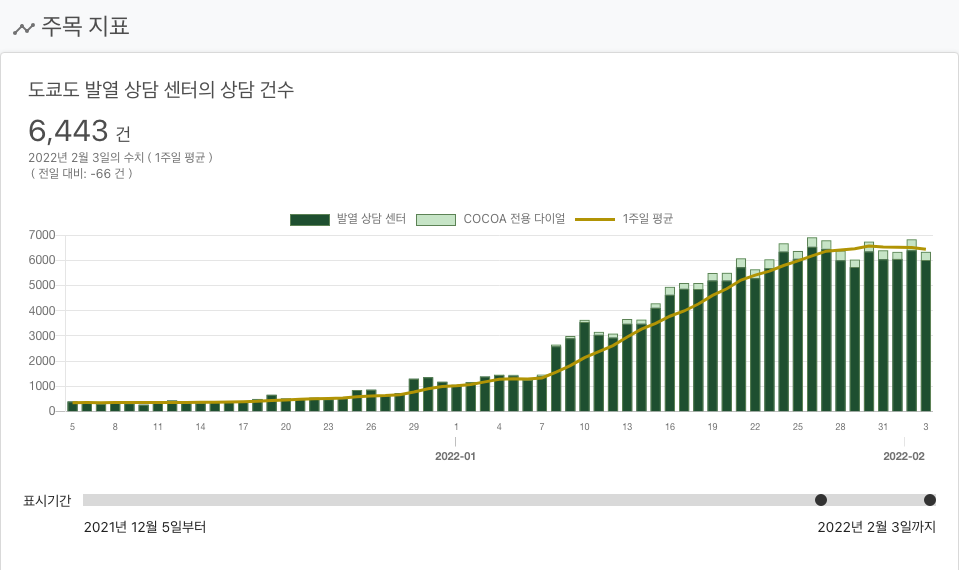 주목 지표
도쿄도 발열 상담 센터의 상담 건수
6,443 건
2022년 2월 3일의 수치 ( 1주일 평균 )
( 전일 대비: -66 건 )
발열 상담 센터 COCOA 전용 다이얼 1주일 평균
7000
6000
5000
4000
3000
2000
1000
0
5 8 11 14 17 20 23 26 29 1 4 7 10 13 16 19 22 25 28 31 3
2022-01 2022-02
표시기간
2021년 12월 5일부터 2022년 2월 3일까지